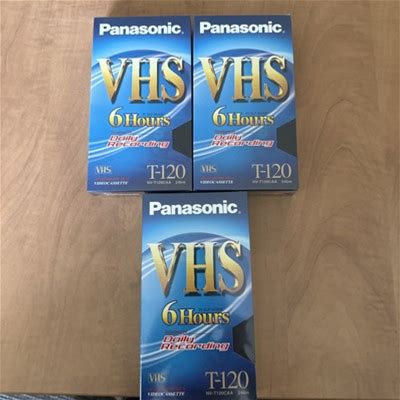 Panasonic
VHS
6 Hours
Daily
Recording
VHS T-120
VIDEOCASSETTE
Panasonic
VHS
6 Hours
Daily
Recording
VHS T-120
Panasonic
VHS
6 Hours
Daily
Recording
VHS T-120
VIDEOCASSETTE